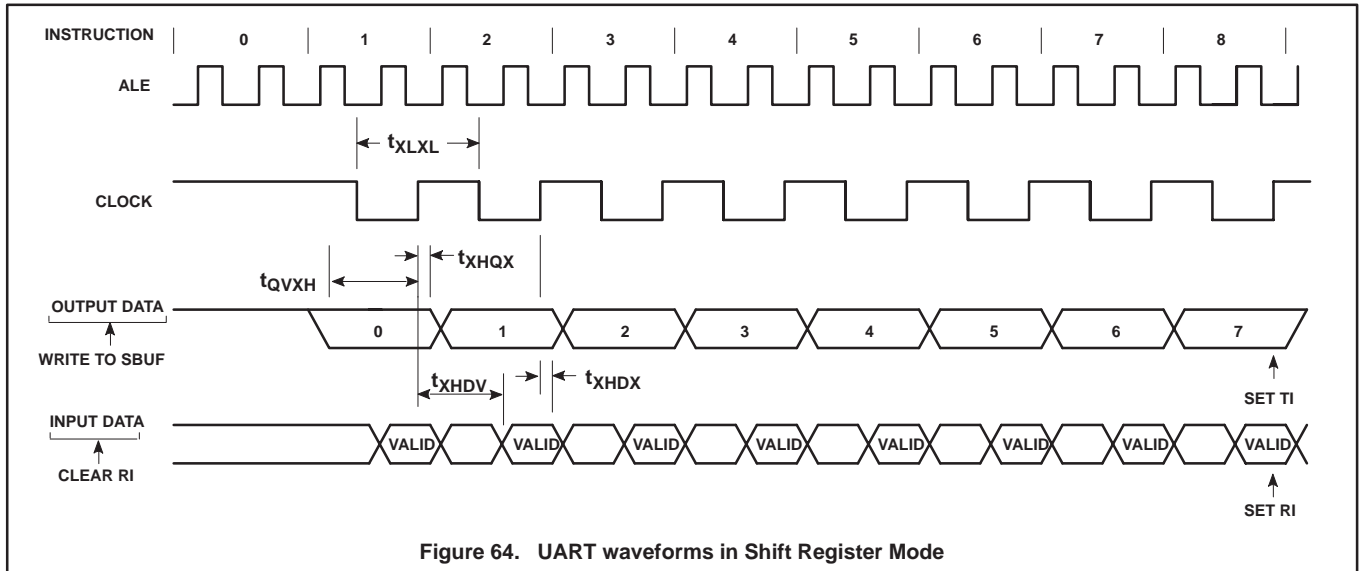 INSTRUCTION 0 1 2 3 4 5 6 7 8
ALE
tXLXL
CLOCK
tXHQX
tQVXH
OUTPUT DATA 0 1 2 3 4 5 6 7
WRITE TO SBUF
tXHDV tXHDX
SET TI
INPUT DATA VALID VALID VALID VALID VALID VALID VALID VALID
CLEAR RI
SET RI
Figure 64. UART waveforms in Shift Register Mode